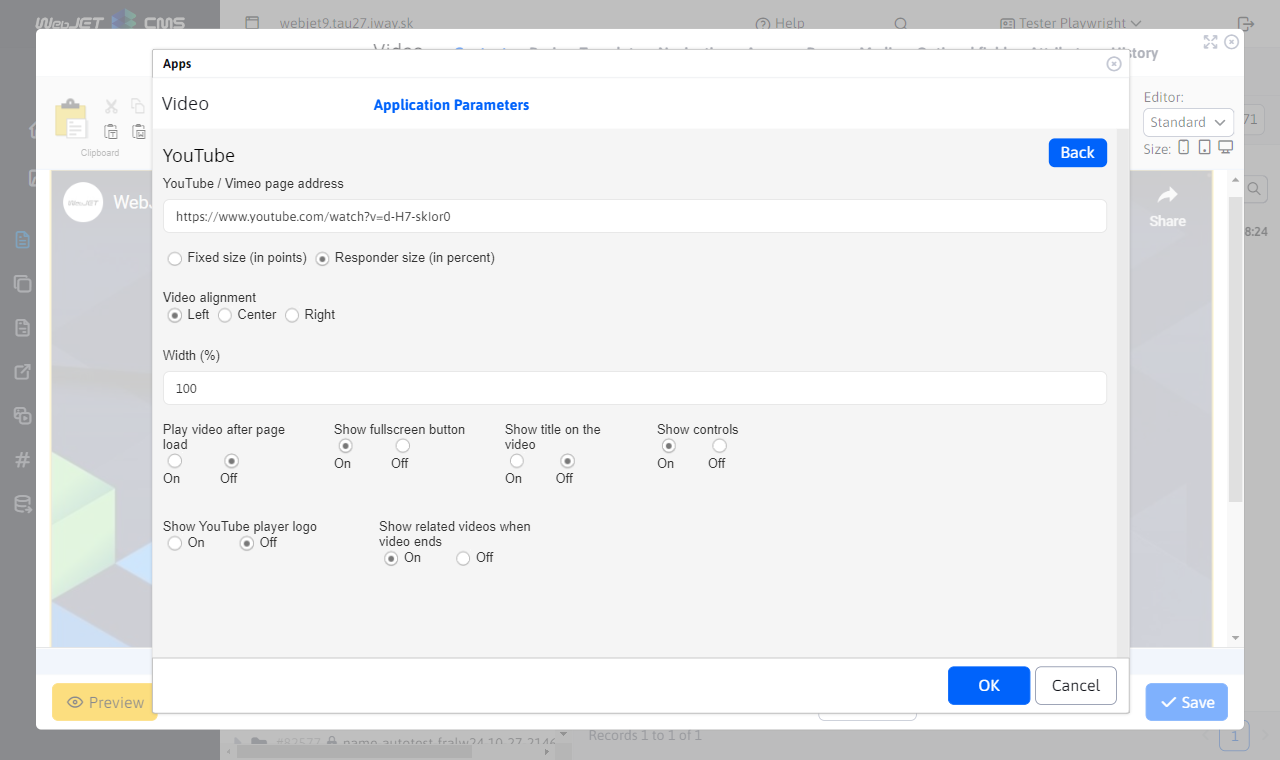 WebJET CMS
webjet9.tau27.iway.sk
Help
Tester Playwright
Apps
History
Video
Application Parameters
Editor:
Standard
71
Clipboard
Size:
YouTube
Back
YouTube / Vimeo page address
https://www.youtube.com/watch?v=d-H7-skIor0
Share
8:24
Fixed size (in points)
Responder size (in percent)
Video alignment
Left
Center
Right
Width (%)
100
Play video after page load
On
Off
Show fullscreen button
On
Off
Show title on the video
On
Off
Show controls
On
Off
Show YouTube player logo
On
Off
Show related videos when video ends
On
Off
OK
Cancel
Preview
Save
Records 1 to 1 of 1
1